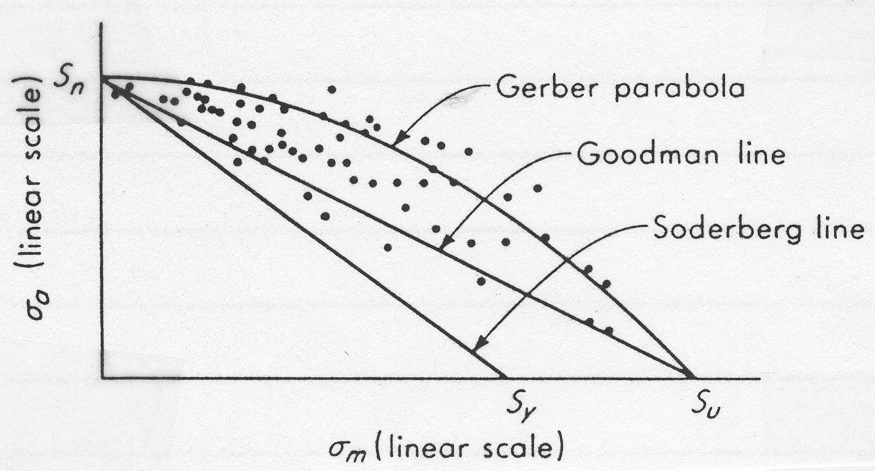 Sn
Gerber parabola
Goodman line
Soderberg line
σa (linear scale)
Sy
Su
σm (linear scale)